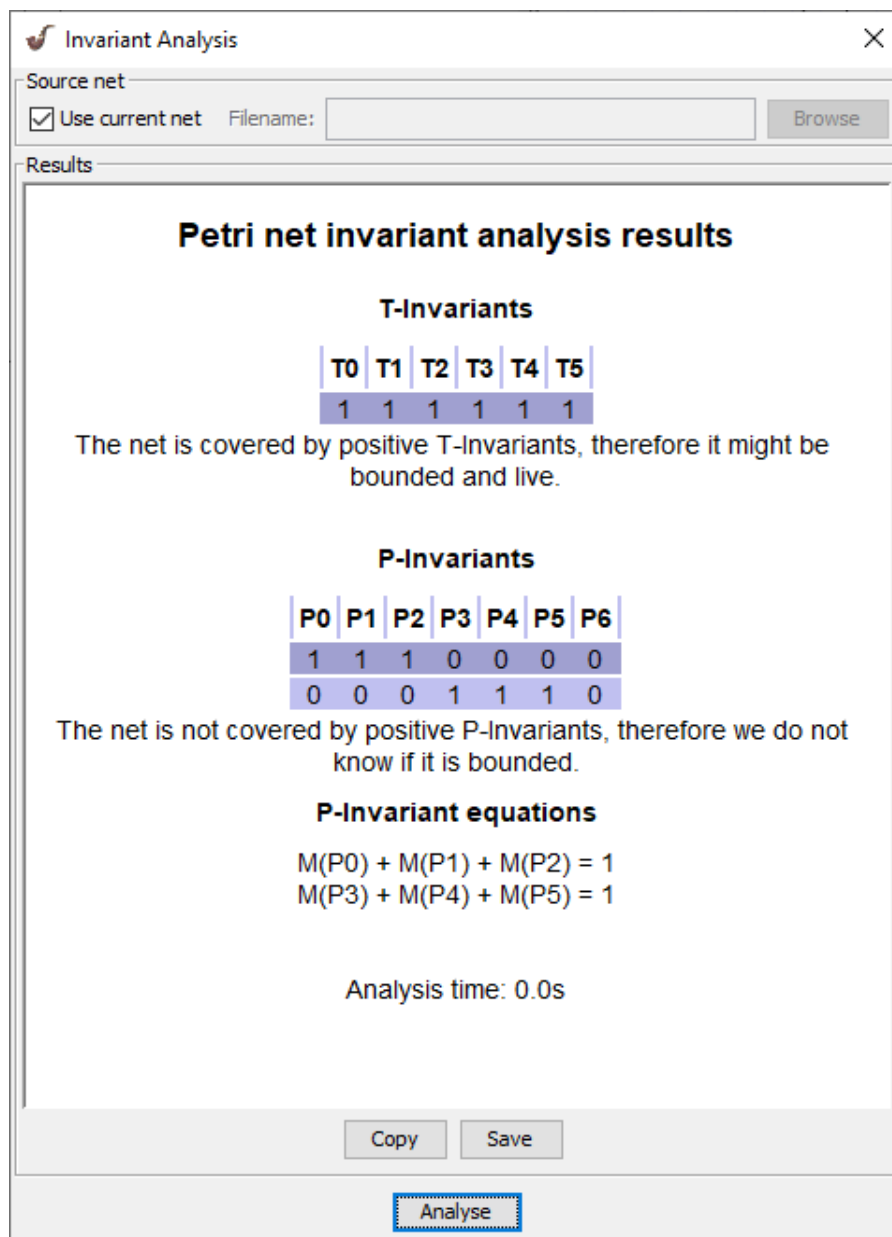 Invariant Analysis
Source net
Use current net Filename: Browse
Results
Petri net invariant analysis results
T-Invariants
T0 T1 T2 T3 T4 T5
1 1 1 1 1 1
The net is covered by positive T-Invariants, therefore it might be
bounded and live.
P-Invariants
P0 P1 P2 P3 P4 P5 P6
1 1 1 0 0 0 0
0 0 0 1 1 1 0
The net is not covered by positive P-Invariants, therefore we do not
know if it is bounded.
P-Invariant equations
M(P0) + M(P1) + M(P2) = 1
M(P3) + M(P4) + M(P5) = 1
Analysis time: 0.0s
Copy Save
Analyse